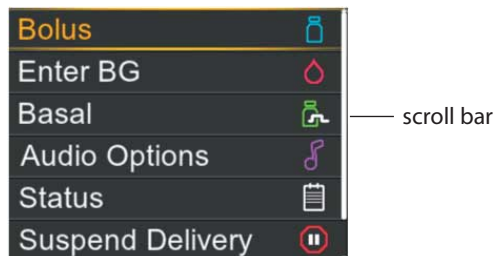 Bolus
Enter BG
Basal
scroll bar
Audio Options
Status
Suspend Delivery